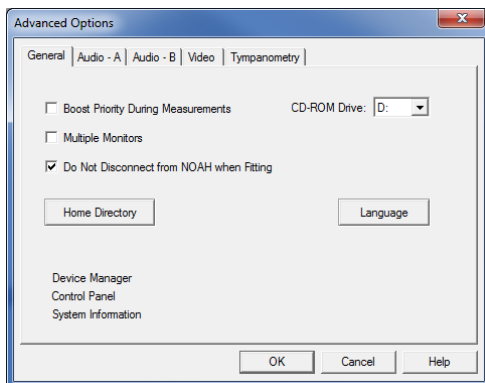 Advanced Options
General Audio - A Audio - B Video Tympanometry
Boost Priority During Measurements CD-ROM Drive: D:
Multiple Monitors
Do Not Disconnect from NOAH when Fitting
Home Directory Language
Device Manager
Control Panel
System Information
OK Cancel Help